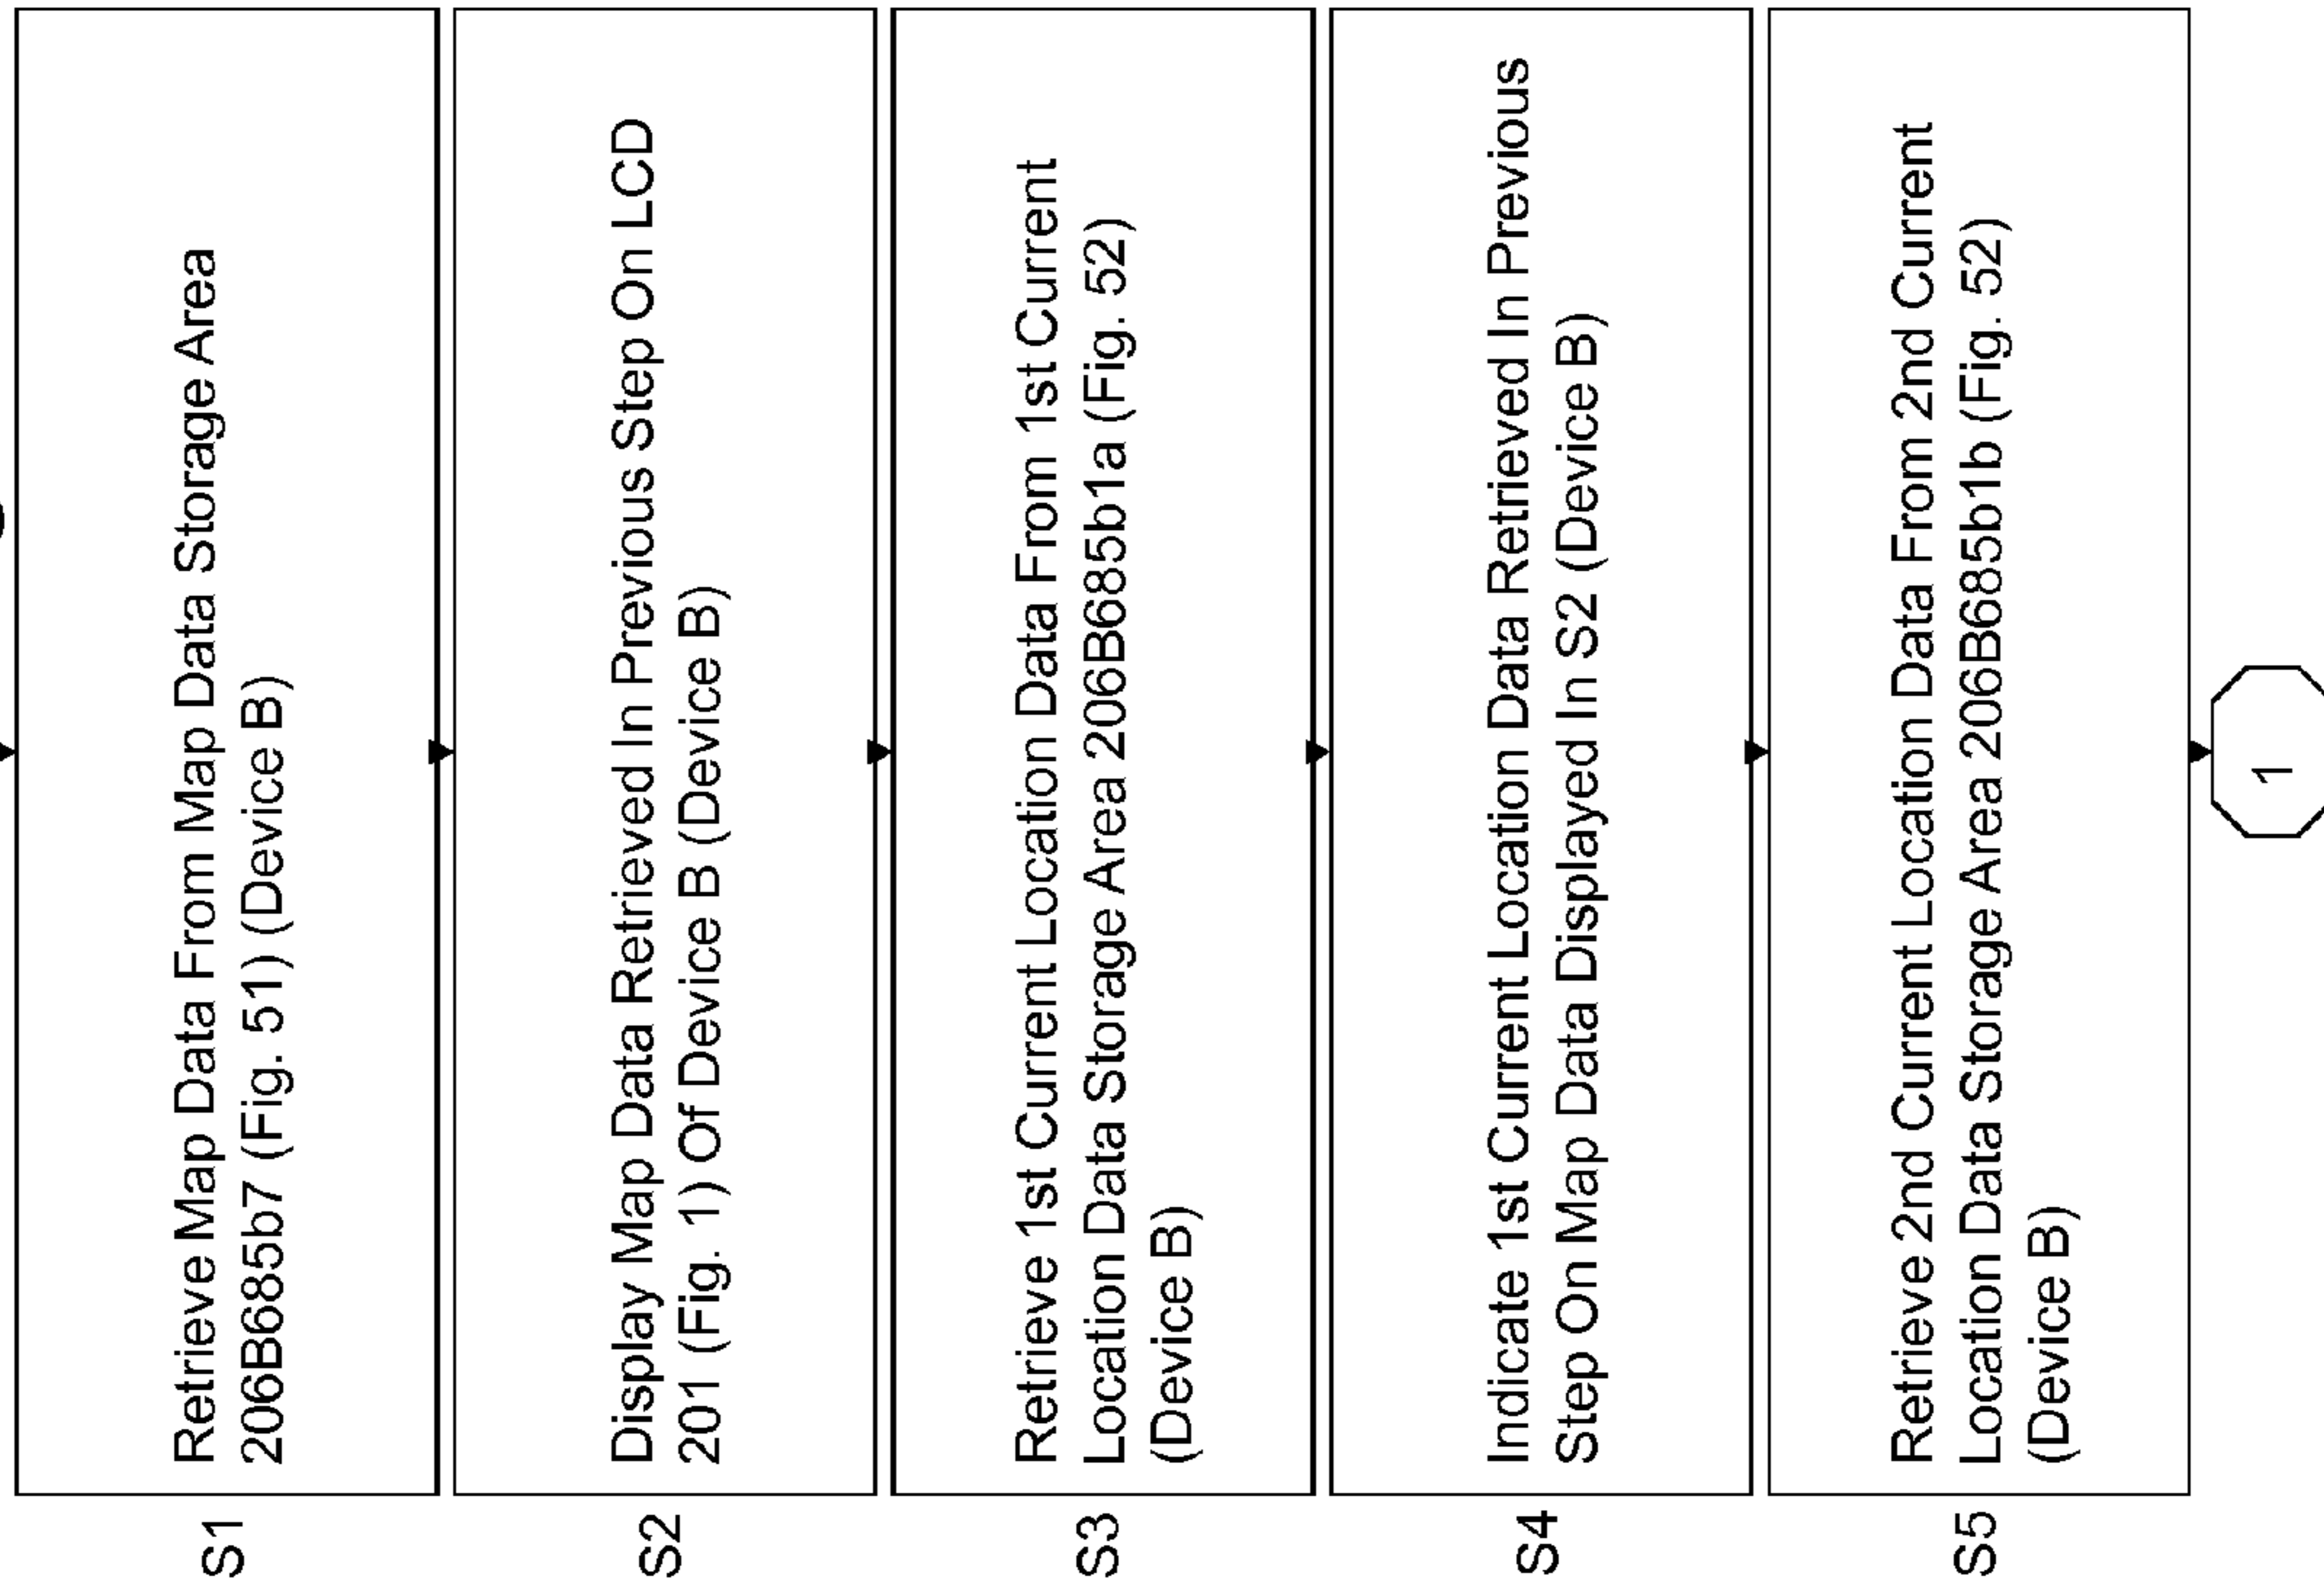 S1
Retrieve Map Data From Map Data Storage Area
206B685b7 (Fig. 51) (Device B)
S2
Display Map Data Retrieved In Previous Step On LCD
201 (Fig. 1) Of Device B (Device B)
S3
Retrieve 1st Current Location Data From 1st Current
Location Data Storage Area 206B685b1a (Fig. 52)
(Device B)
S4
Indicate 1st Current Location Data Retrieved In Previous
Step On Map Data Displayed In S2 (Device B)
S5
Retrieve 2nd Current Location Data From 2nd Current
Location Data Storage Area 206B685b1b (Fig. 52)
(Device B)
1